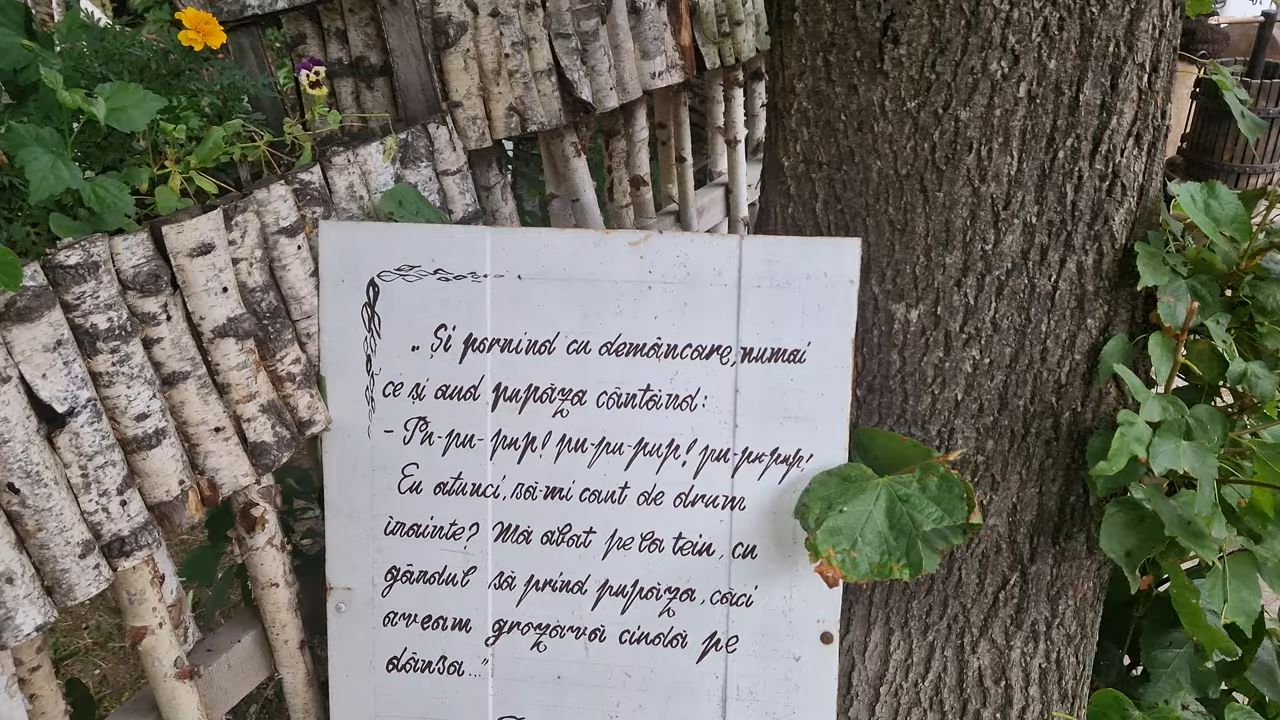 „Și pornind cu demâncare, numai
ce și aud pupăza cântând:
- Pu-pu-pup! pu-pu-pup! pu-pu-pup!
Eu atunci, să-mi caut de drum
înainte? Mă abat pe la tein, cu
gândul să prind pupăza, căci
aveam grozavă cindă pe
dânsa..."